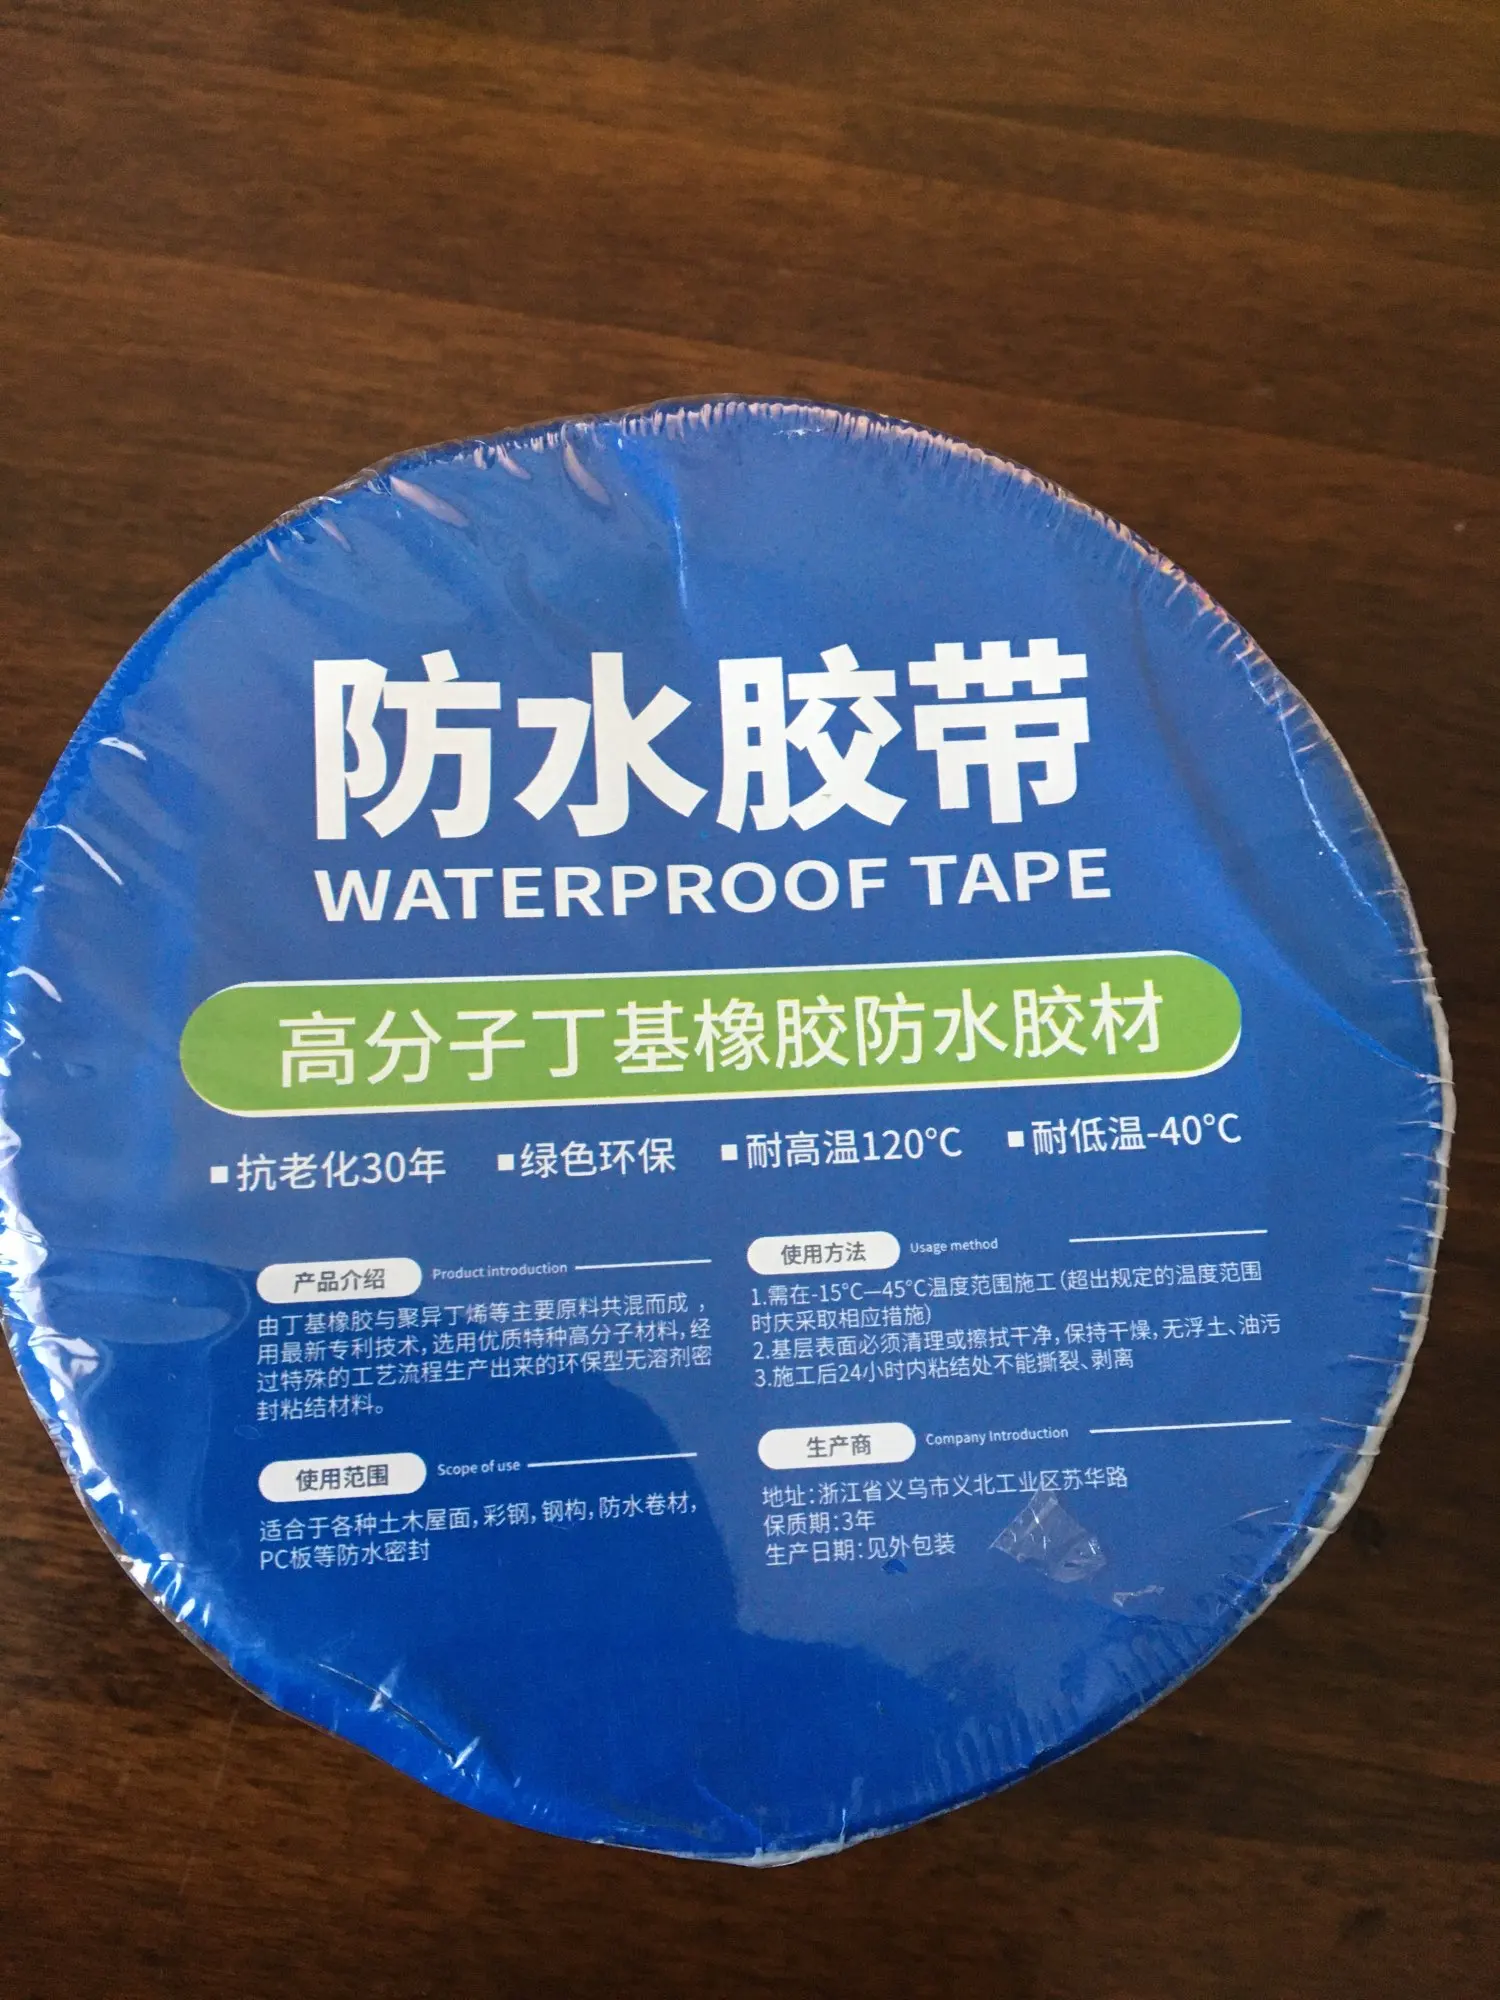 防水胶带
WATERPROOF TAPE
高分子丁基橡胶防水胶材
▪抗老化30年 ▪绿色环保 ▪耐高温120°C ▪耐低温-40°C
产品介绍 Product introduction
由丁基橡胶与聚异丁烯等主要原料共混而成，
用最新专利技术，选用优质特种高分子材料，经
过特殊的工艺流程生产出来的环保型无溶剂密
封粘结材料。
使用范围 Scope of use
适合于各种土木屋面，彩钢，钢构，防水卷材，
PC板等防水密封
使用方法 Usage method
1.需在-15°C—45°C温度范围施工（超出规定的温度范围
时庆采取相应措施）
2.基层表面必须清理或擦拭干净，保持干燥，无浮土、油污
3.施工后24小时内粘结处不能撕裂、剥离
生产商 Company Introduction
地址：浙江省义乌市义北工业区苏华路
保质期：3年
生产日期：见外包装